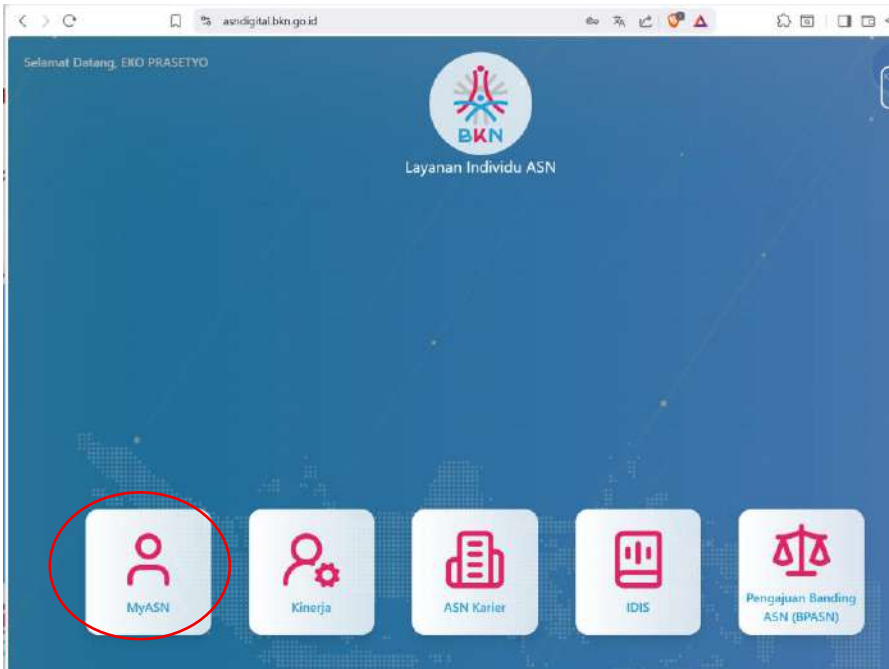 asndigital.bkn.go.id
Selamat Datang, EKO PRASETYO
BKN
Layanan Individu ASN
MyASN
Kinerja
ASN Karier
IDIS
Pengajuan Banding
ASN (BPASN)